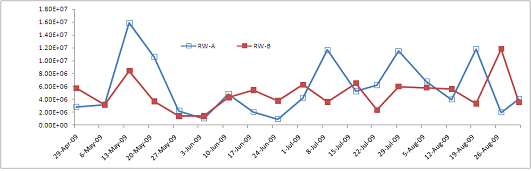 1.80E+07
1.60E+07
1.40E+07
1.20E+07
1.00E+07
8.00E+06
6.00E+06
4.00E+06
2.00E+06
0.00E+00
RW-A
RW-B
29-Apr-09
6-May-09
13-May-09
20-May-09
27-May-09
3-Jun-09
10-Jun-09
17-Jun-09
24-Jun-09
1-Jul-09
8-Jul-09
15-Jul-09
22-Jul-09
29-Jul-09
5-Aug-09
12-Aug-09
19-Aug-09
26-Aug-09